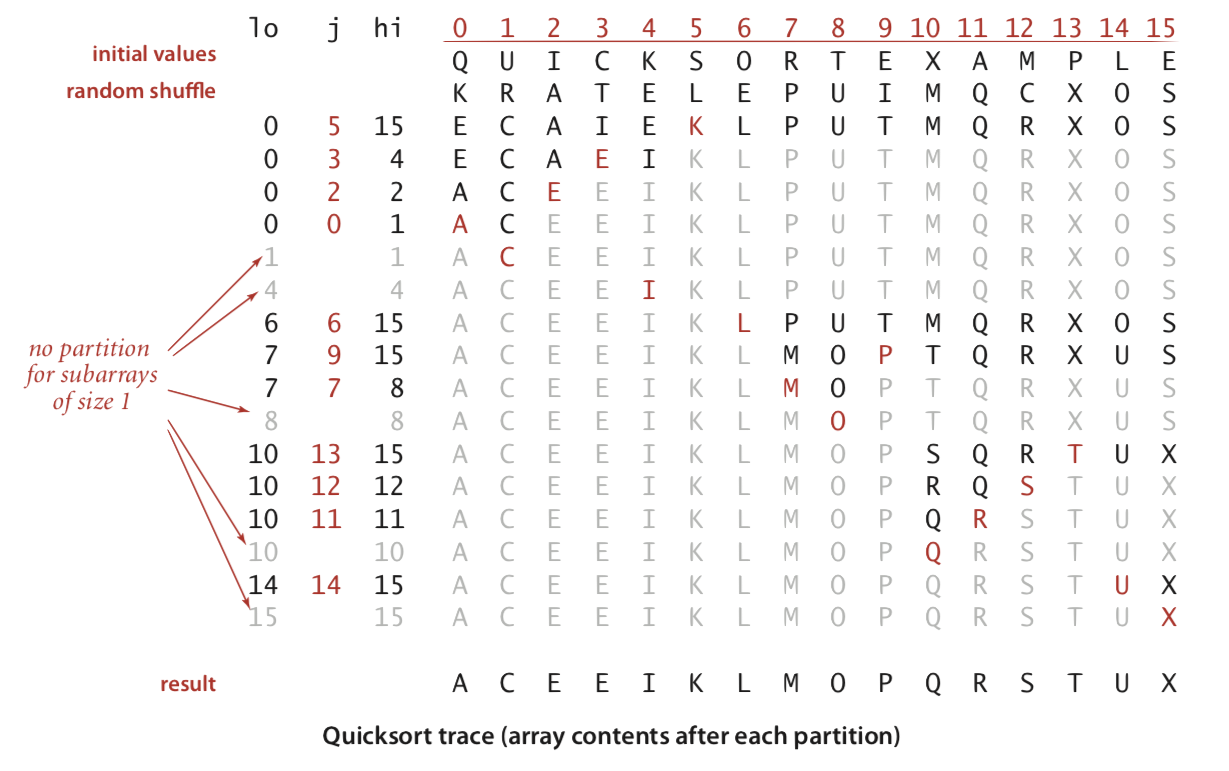 lo j hi 0 1 2 3 4 5 6 7 8 9 10 11 12 13 14 15
initial values Q U I C K S O R T E X A M P L E
random shuffle K R A T E L E P U I M Q C X O S
0 5 15 E C A I E K L P U T M Q R X O S
0 3 4 E C A E I K L P U T M Q R X O S
0 2 2 A C E E I K L P U T M Q R X O S
0 0 1 A C E E I K L P U T M Q R X O S
1 1 A C E E I K L P U T M Q R X O S
4 4 A C E E I K L P U T M Q R X O S
6 6 15 A C E E I K L P U T M Q R X O S
no partition
for subarrays
of size 1
7 9 15 A C E E I K L M O P T Q R X U S
7 7 8 A C E E I K L M O P T Q R X U S
8 8 A C E E I K L M O P T Q R X U S
10 13 15 A C E E I K L M O P S Q R T U X
10 12 12 A C E E I K L M O P R Q S T U X
10 11 11 A C E E I K L M O P Q R S T U X
10 10 A C E E I K L M O P Q R S T U X
14 14 15 A C E E I K L M O P Q R S T U X
15 15 A C E E I K L M O P Q R S T U X
result A C E E I K L M O P Q R S T U X
Quicksort trace (array contents after each partition)